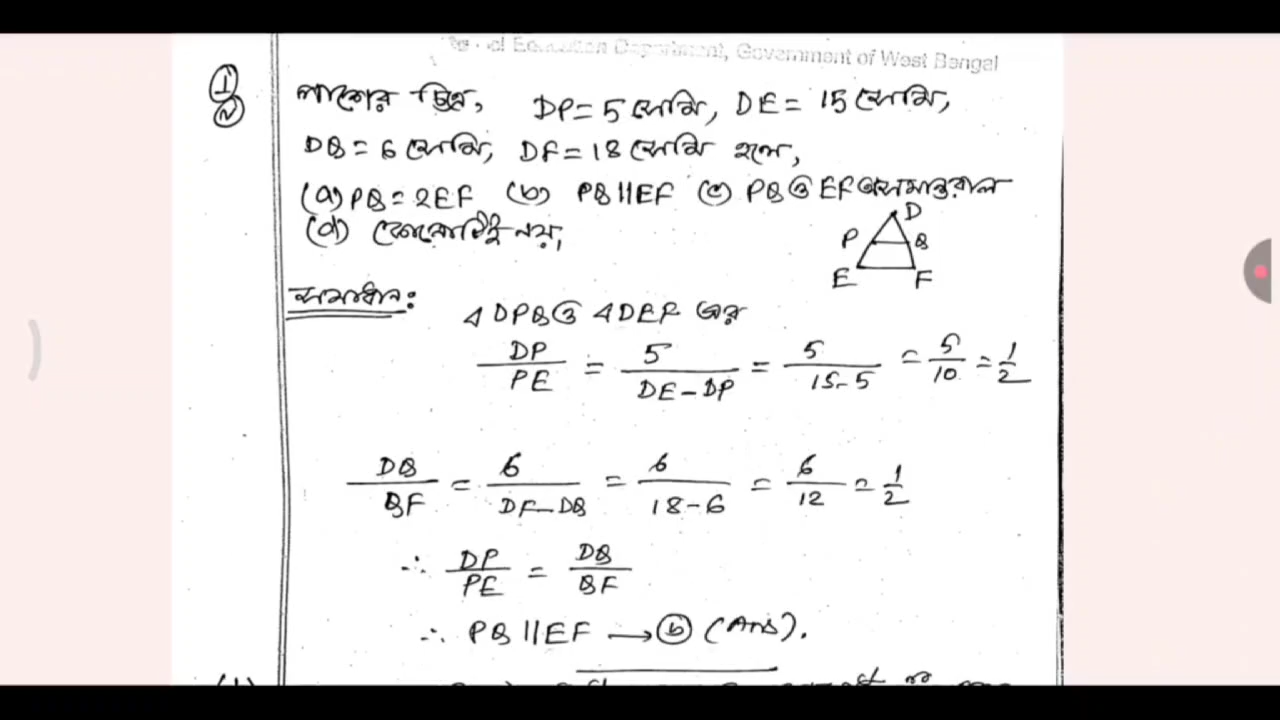 Education Department, Government of West Bengal
১
২
পাশের চিত্রে, DP = 5 সেমি, DE = 15 সেমি,
DQ = 6 সেমি, DF = 18 সেমি হলে,
(a) PQ = 2EF (b) PQ || EF (c) PQ ও EF অসমান্তরাল
(d) কোনোটিই নয়,
D
P Q
E F
সমাধান:
Δ DPQ ও Δ DEF এর
DP/PE = 5/(DE - DP) = 5/(15-5) = 5/10 = 1/2
DQ/QF = 6/(DF - DQ) = 6/(18-6) = 6/12 = 1/2
∴ DP/PE = DQ/QF
∴ PQ || EF → (b) (Ans).